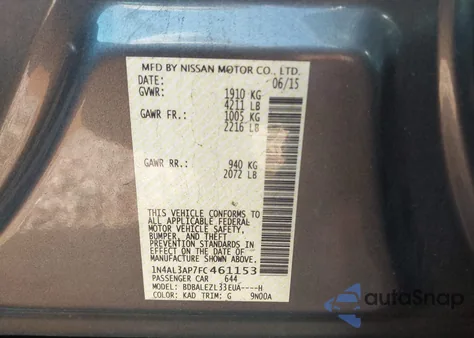 MFD BY NISSAN MOTOR CO., LTD.
DATE: 06/15
GVWR: 1910 KG
4211 LB
GAWR FR: 1005 KG
2216 LB
GAWR RR: 940 KG
2072 LB
THIS VEHICLE CONFORMS TO
ALL APPLICABLE FEDERAL
MOTOR VEHICLE SAFETY,
BUMPER, AND THEFT
PREVENTION STANDARDS IN
EFFECT ON THE DATE OF
MANUFACTURE SHOWN ABOVE.
1N4AL3AP7FC461153
PASSENGER CAR 644
MODEL: BDBALEZL33EUA----H
COLOR: KAD TRIM: G 9N00A
autoSnap